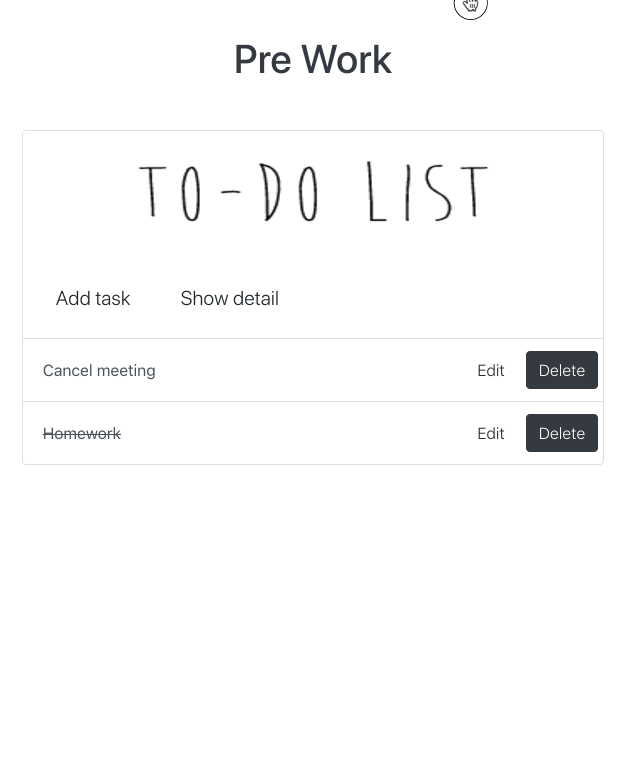 Pre Work
TO-DO LIST
Add task Show detail
Cancel meeting Edit Delete
Homework Edit Delete